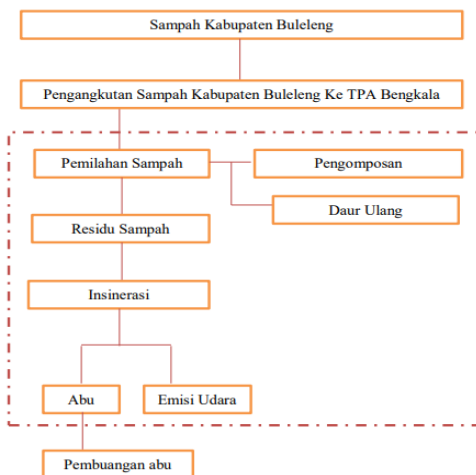 Sampah Kabupaten Buleleng
Pengangkutan Sampah Kabupaten Buleleng Ke TPA Bengkala
Pemilahan Sampah
Pengomposan
Daur Ulang
Residu Sampah
Insinerasi
Abu
Emisi Udara
Pembuangan abu